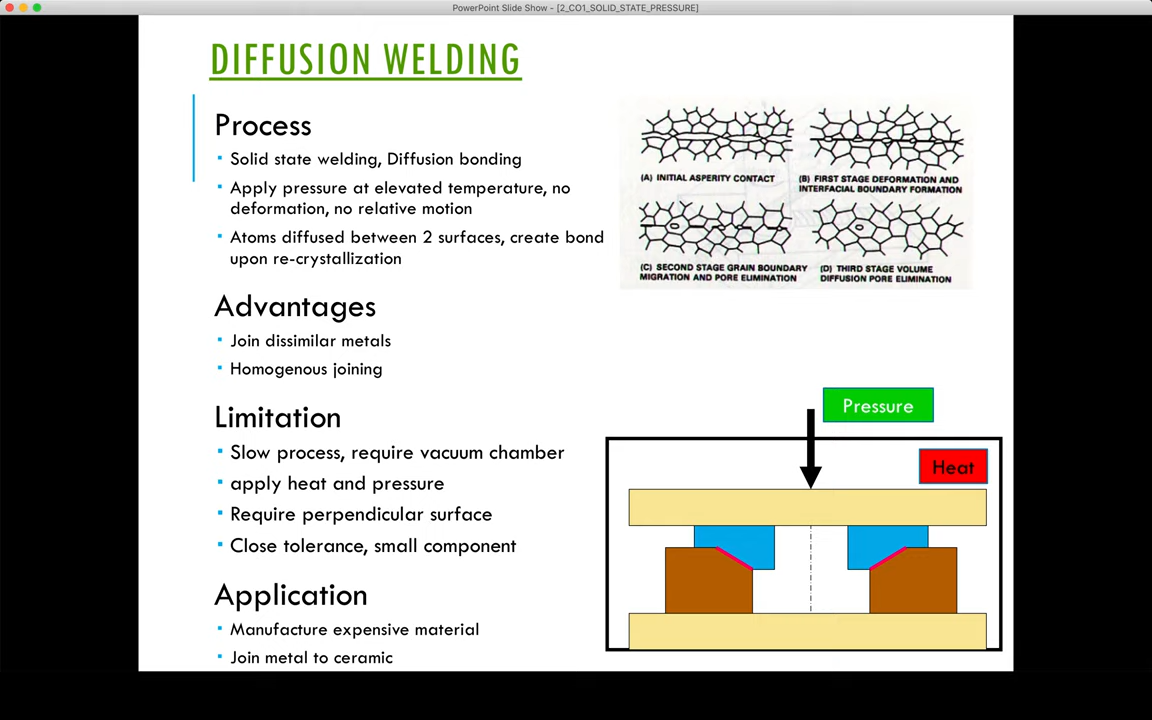 PowerPoint Slide Show - [2_CO1_SOLID_STATE_PRESSURE]
DIFFUSION WELDING
Process
▪ Solid state welding, Diffusion bonding
▪ Apply pressure at elevated temperature, no
deformation, no relative motion
▪ Atoms diffused between 2 surfaces, create bond
upon re-crystallization
Advantages
▪ Join dissimilar metals
▪ Homogenous joining
Limitation
▪ Slow process, require vacuum chamber
▪ apply heat and pressure
▪ Require perpendicular surface
▪ Close tolerance, small component
Application
▪ Manufacture expensive material
▪ Join metal to ceramic
(A) INITIAL ASPERITY CONTACT
(B) FIRST STAGE DEFORMATION AND
INTERFACIAL BOUNDARY FORMATION
(C) SECOND STAGE GRAIN BOUNDARY
MIGRATION AND PORE ELIMINATION
(D) THIRD STAGE VOLUME
DIFFUSION PORE ELIMINATION
Pressure
Heat